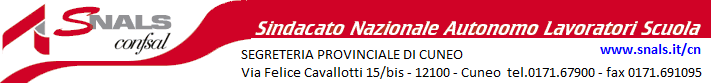 SNALS
confsal
Sindacato Nazionale Autonomo Lavoratori Scuola
www.snals.it/cn
SEGRETERIA PROVINCIALE DI CUNEO
Via Felice Cavallotti 15/bis - 12100 - Cuneo tel.0171.67900 - fax 0171.691095